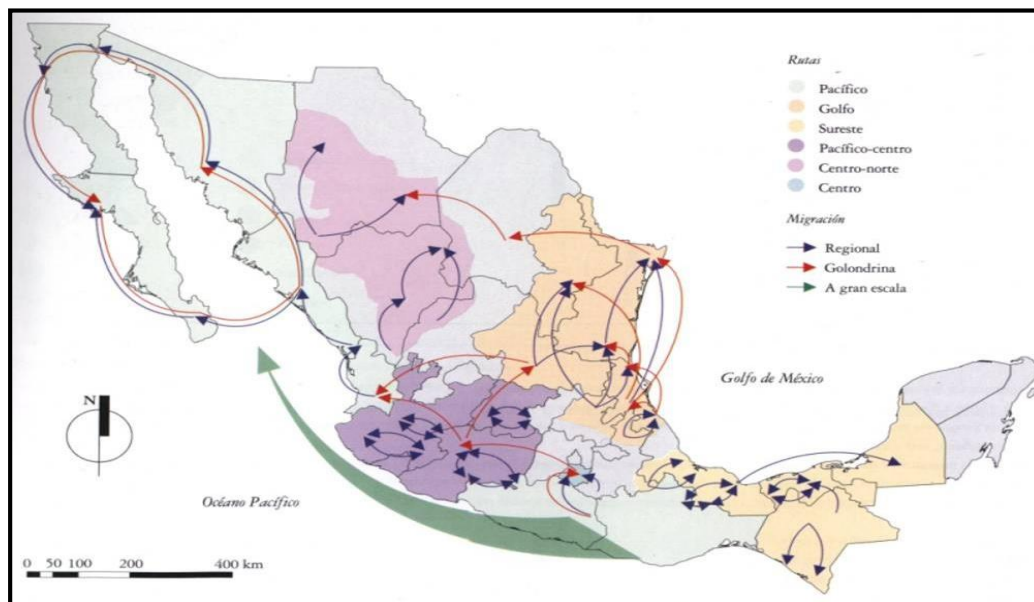 Rutas
Pacífico
Golfo
Sureste
Pacífico-centro
Centro-norte
Centro
Migración
Regional
Golondrina
A gran escala
Golfo de México
N
Océano Pacífico
0 50 100 200 400 km